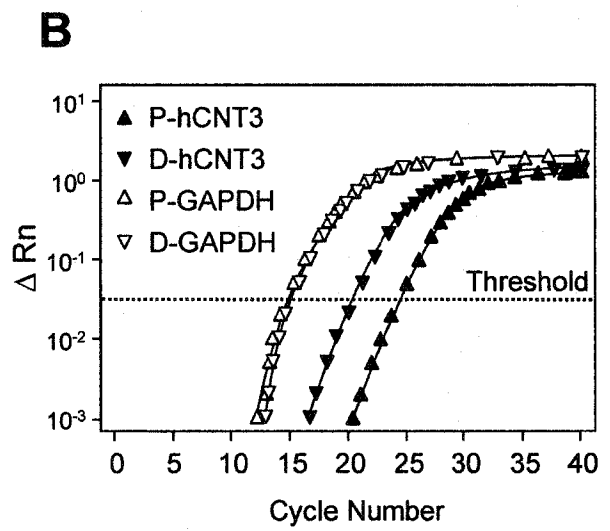 B
10¹
▲ P-hCNT3
▼ D-hCNT3
10⁰
△ P-GAPDH
▽ D-GAPDH
10⁻¹
Δ Rn
Threshold
10⁻²
10⁻³
0 5 10 15 20 25 30 35 40
Cycle Number